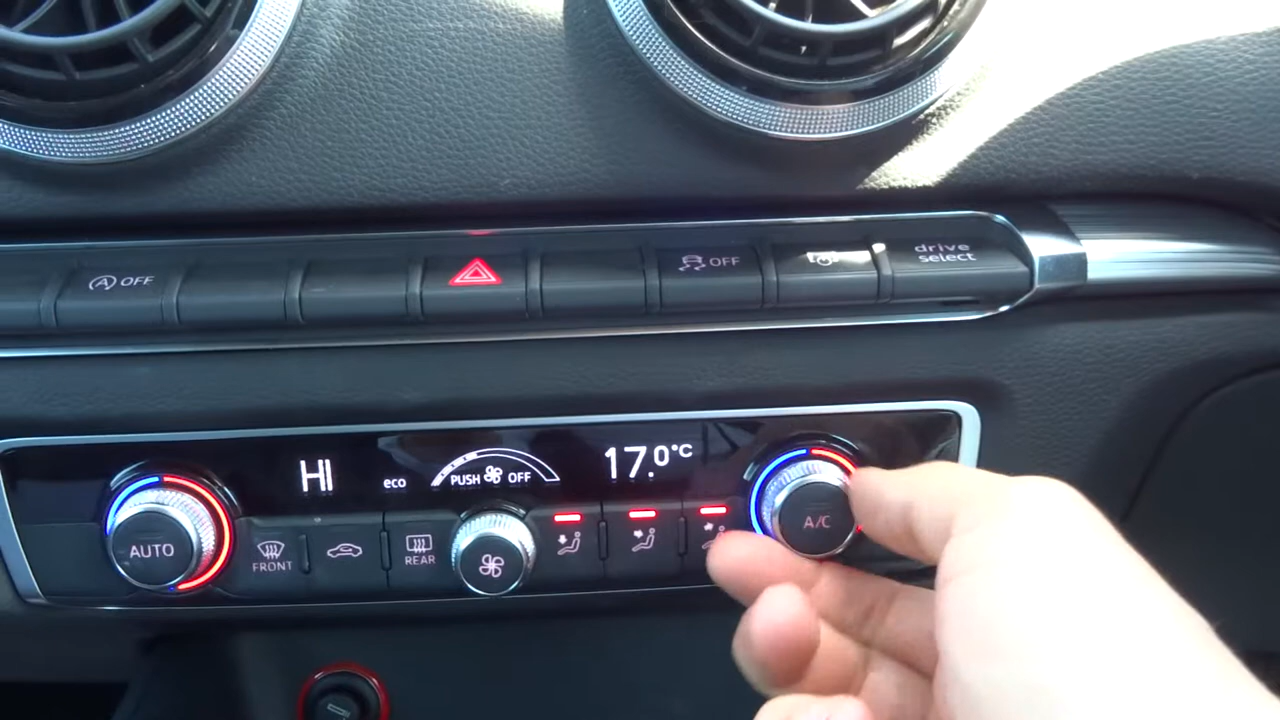 OFF
OFF
drive
select
HI
eco
PUSH OFF
17.0°C
AUTO
FRONT
REAR
A/C